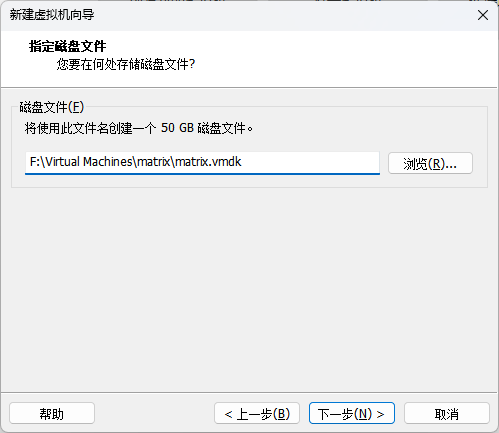 新建虚拟机向导
指定磁盘文件
您要在何处存储磁盘文件?
磁盘文件(F)
将使用此文件名创建一个 50 GB 磁盘文件。
F:\Virtual Machines\matrix\matrix.vmdk
浏览(R)...
帮助
< 上一步(B)
下一步(N) >
取消